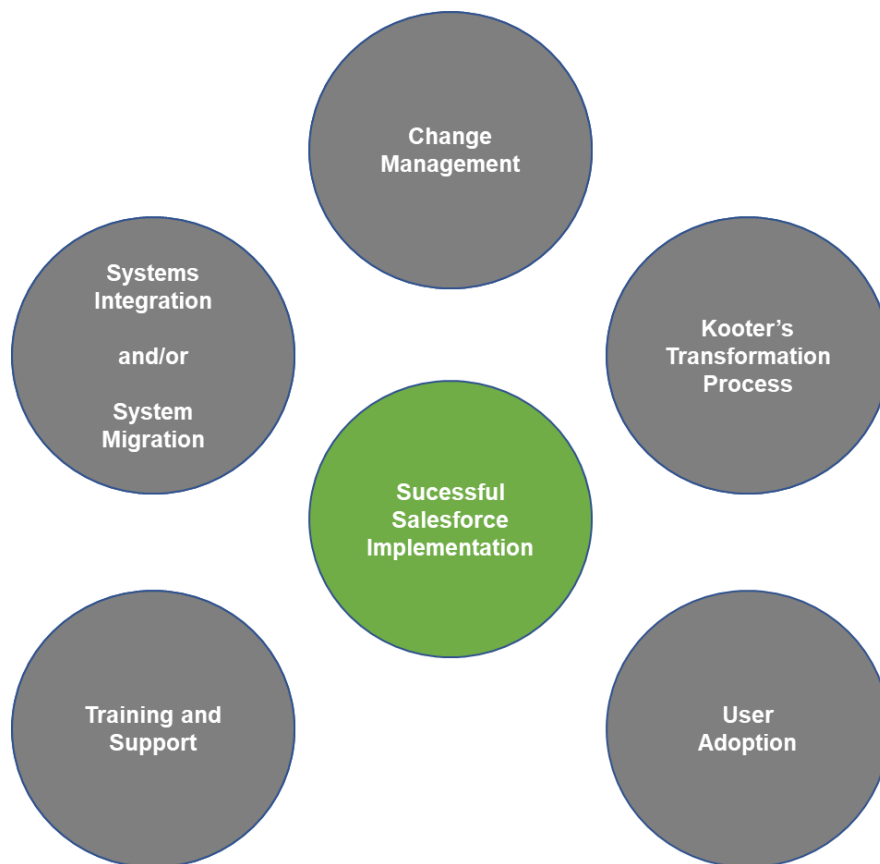 Change
Management
Systems
Integration
and/or
System
Migration
Kooter’s
Transformation
Process
Sucessful
Salesforce
Implementation
Training and
Support
User
Adoption